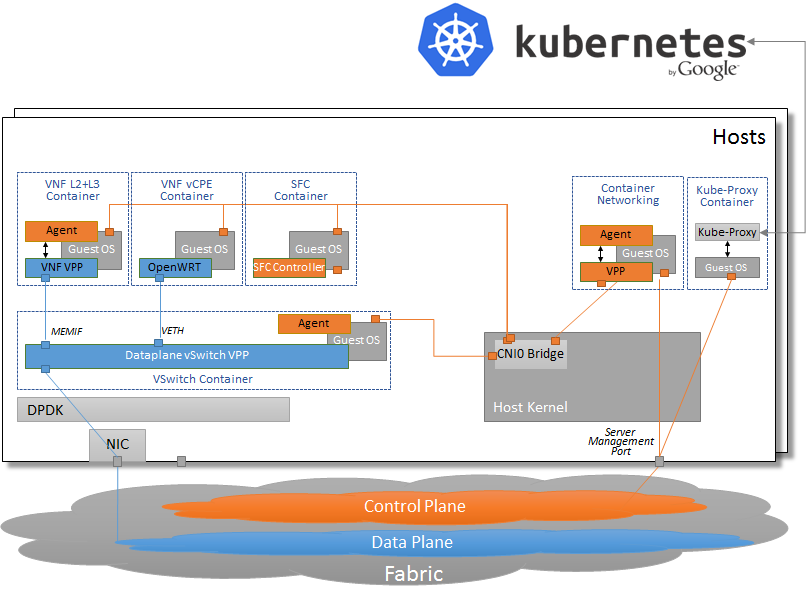 kubernetes
by Google
Hosts
VNF L2+L3
Container
VNF vCPE
Container
SFC
Container
Container
Networking
Kube-Proxy
Container
Agent
Guest OS
VNF VPP
Guest OS
OpenWRT
Guest OS
SFC Controller
Agent
Guest OS
VPP
Kube-Proxy
Guest OS
MEMIF
VETH
Agent
Guest OS
Dataplane vSwitch VPP
VSwitch Container
CNI0 Bridge
Host Kernel
DPDK
NIC
Server
Management
Port
Control Plane
Data Plane
Fabric